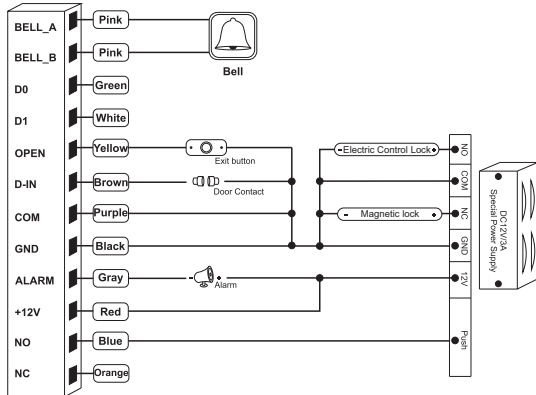 BELL_A Pink
BELL_B Pink
Bell
D0 Green
D1 White
OPEN Yellow
Exit button
-Electric Control Lock+
NO
D-IN Brown
Door Contact
COM
COM Purple
- Magnetic lock +
NC
GND Black
GND
ALARM Gray
- +
Alarm
12V
+12V Red
NO Blue
Push
NC Orange
DC12V/3A
Special Power Supply